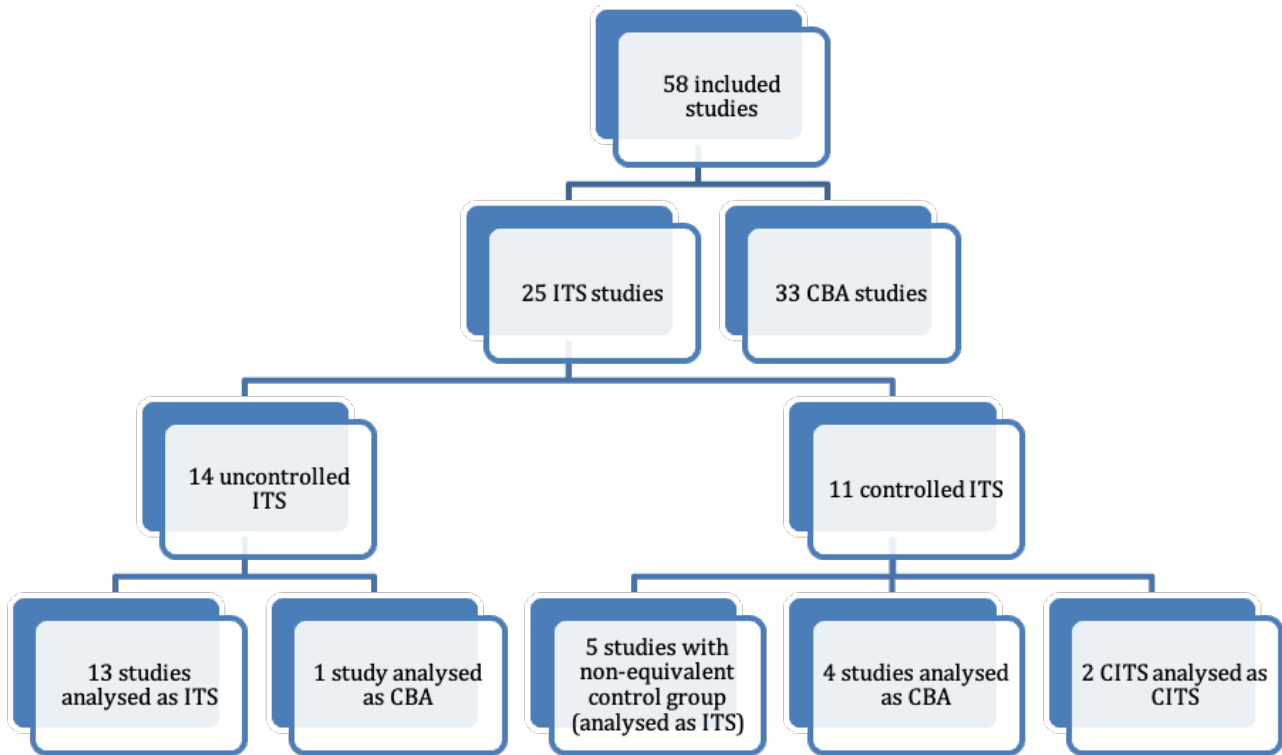 58 included
studies
25 ITS studies
33 CBA studies
14 uncontrolled
ITS
11 controlled ITS
13 studies
analysed as ITS
1 study analysed
as CBA
5 studies with
non-equivalent
control group
(analysed as ITS)
4 studies analysed
as CBA
2 CITS analysed as
CITS